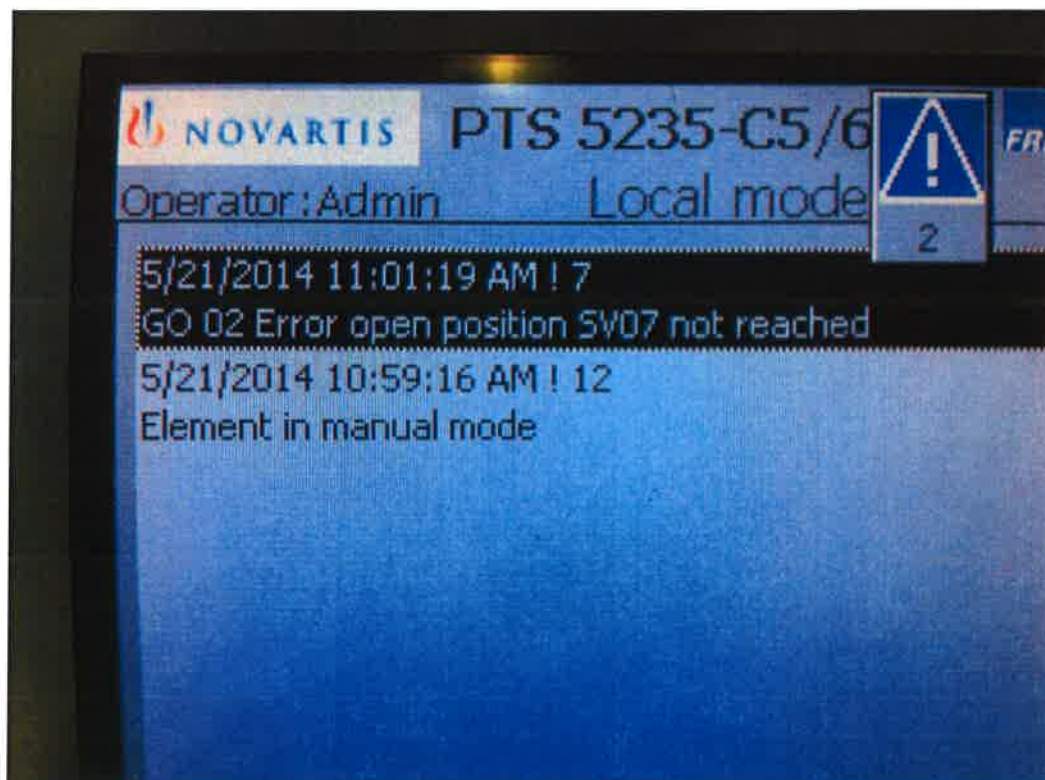 NOVARTIS PTS 5235-C5/6
Operator:Admin Local mode
2
5/21/2014 11:01:19 AM ! 7
GO 02 Error open position SV07 not reached
5/21/2014 10:59:16 AM ! 12
Element in manual mode